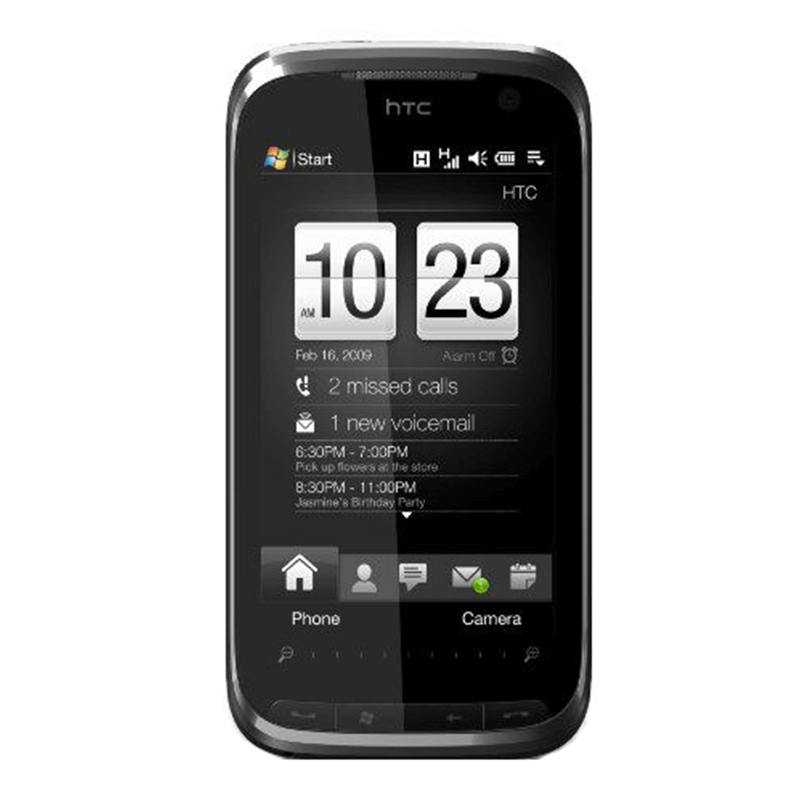 hTC
Start
H
H
HTC
10 23
AM
Feb 16, 2009 Alarm Off
2 missed calls
1 new voicemail
6:30PM - 7:00PM
Pick up flowers at the store
8:30PM - 11:00PM
Jasmine's Birthday Party
1
Phone Camera